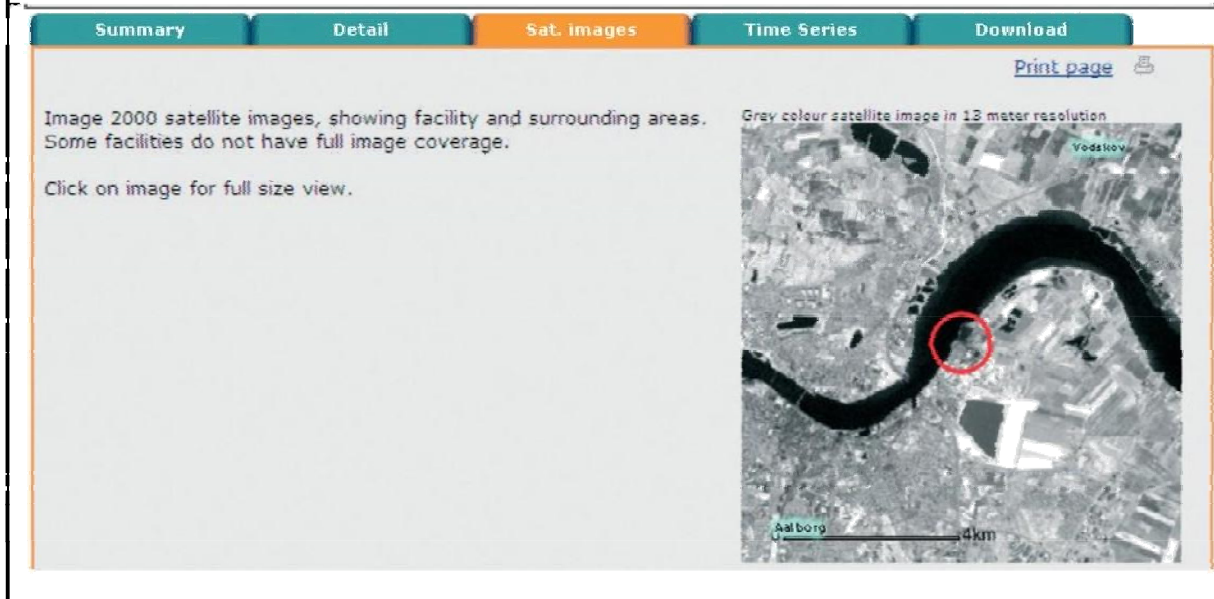 Summary Detail Sat. images Time Series Download
Print page
Image 2000 satellite images, showing facility and surrounding areas.
Some facilities do not have full image coverage.
Click on image for full size view.
Grey colour satellite image in 13 meter resolution
Vodskov
Aalborg
0 4km